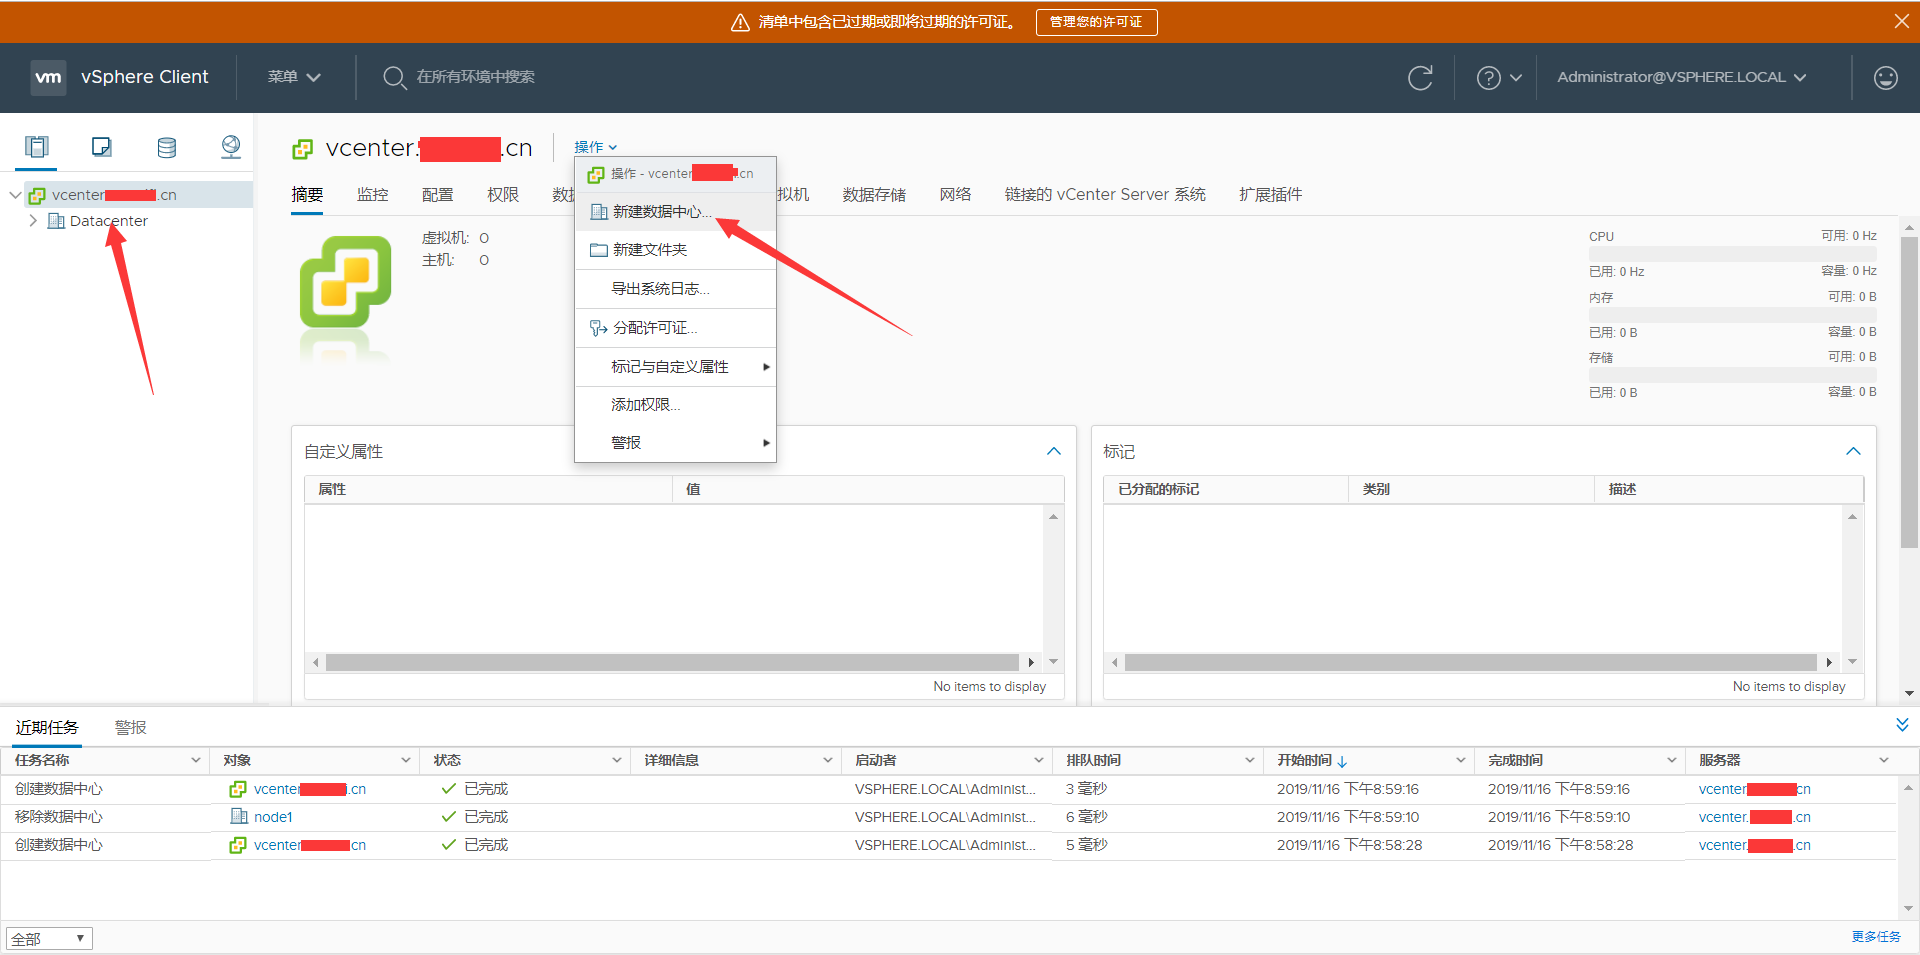 清单中包含已过期或即将过期的许可证。 管理您的许可证
vm vSphere Client 菜单 在所有环境中搜索 Administrator@VSPHERE.LOCAL
vcenter. .cn 操作
vcenter .cn
Datacenter
摘要 监控 配置 权限 数据 拟机 数据存储 网络 链接的 vCenter Server 系统 扩展插件
操作 - vcenter .cn
新建数据中心...
新建文件夹
导出系统日志...
分配许可证...
标记与自定义属性
添加权限...
警报
虚拟机: 0
主机: 0
CPU 可用: 0 Hz
已用: 0 Hz 容量: 0 Hz
内存 可用: 0 B
已用: 0 B 容量: 0 B
存储 可用: 0 B
已用: 0 B 容量: 0 B
自定义属性
属性 值
No items to display
标记
已分配的标记 类别 描述
No items to display
近期任务 警报
任务名称 对象 状态 详细信息 启动者 排队时间 开始时间 完成时间 服务器
创建数据中心 vcenter .cn 已完成 VSPHERE.LOCAL\Administ... 3 毫秒 2019/11/16 下午8:59:16 2019/11/16 下午8:59:16 vcenter. cn
移除数据中心 node1 已完成 VSPHERE.LOCAL\Administ... 6 毫秒 2019/11/16 下午8:59:10 2019/11/16 下午8:59:10 vcenter. .cn
创建数据中心 vcenter cn 已完成 VSPHERE.LOCAL\Administ... 5 毫秒 2019/11/16 下午8:58:28 2019/11/16 下午8:58:28 vcenter. .cn
全部 更多任务